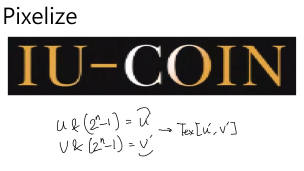 Pixelize
IU-COIN
u & (2ⁿ-1) = u'
v & (2ⁿ-1) = v'
→ Tex[u', v']